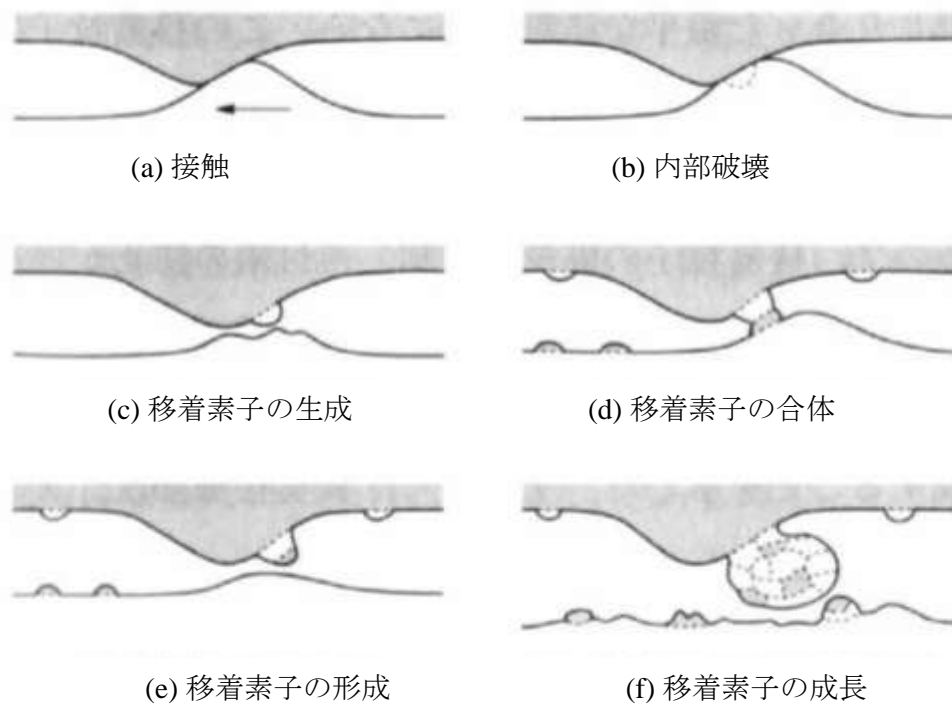 (a) 接触
(b) 内部破壊
(c) 移着素子の生成
(d) 移着素子の合体
(e) 移着素子の形成
(f) 移着素子の成長